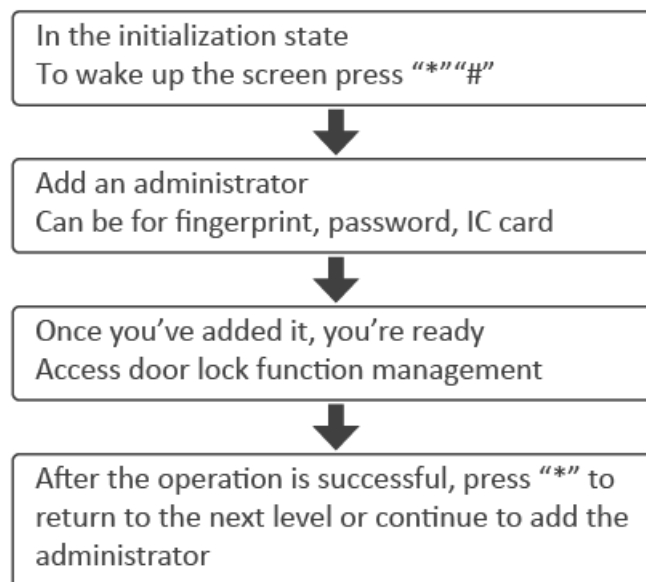 In the initialization state
To wake up the screen press “*”“#”
Add an administrator
Can be for fingerprint, password, IC card
Once you’ve added it, you’re ready
Access door lock function management
After the operation is successful, press “*” to
return to the next level or continue to add the
administrator